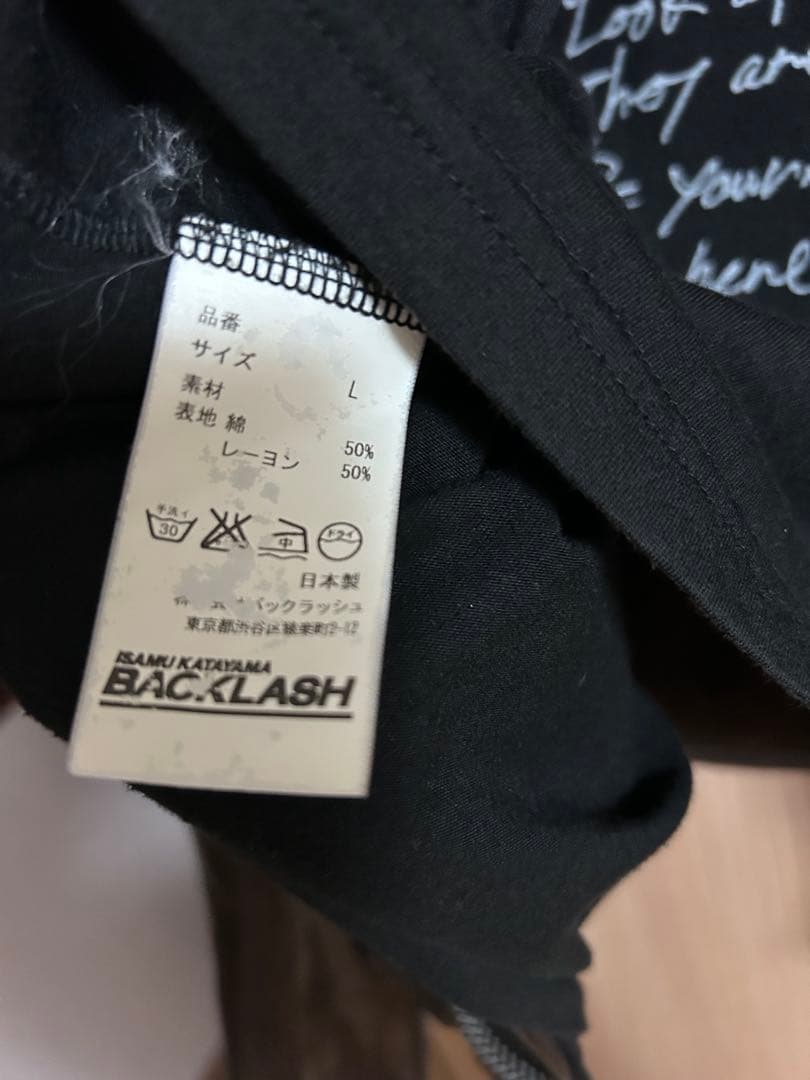 品番
サイズ L
素材
表地 綿 50%
レーヨン 50%
手洗イ
30
中
ドライ
日本製
バックラッシュ
東京都渋谷区猿楽町2-12
ISAMU KATAYAMA
BACKLASH
Look
they
your
here